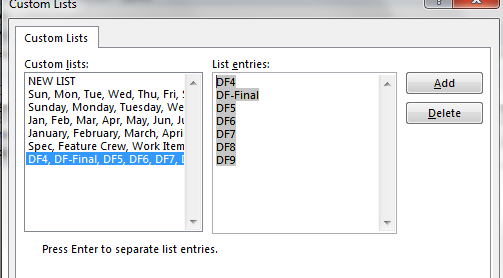 Custom Lists
Custom Lists
Custom lists:
NEW LIST
Sun, Mon, Tue, Wed, Thu, Fri, S
Sunday, Monday, Tuesday, We
Jan, Feb, Mar, Apr, May, Jun, Ju
January, February, March, April
Spec, Feature Crew, Work Item
DF4, DF-Final, DF5, DF6, DF7, D
List entries:
DF4
DF-Final
DF5
DF6
DF7
DF8
DF9
Add
Delete
Press Enter to separate list entries.